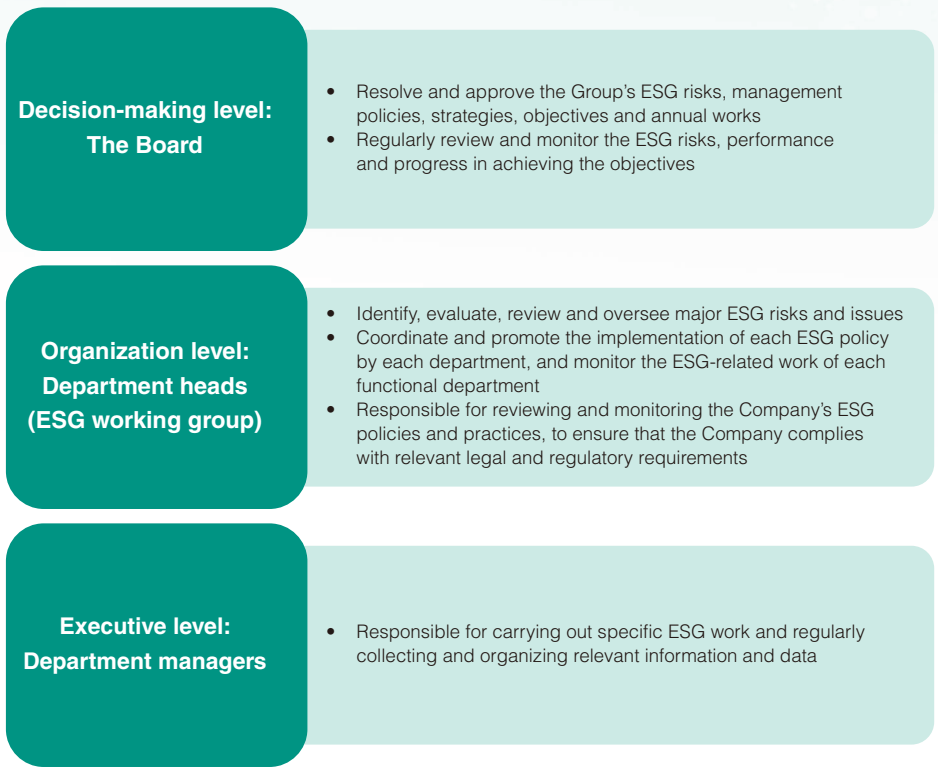 Decision-making level:
The Board
• Resolve and approve the Group's ESG risks, management
policies, strategies, objectives and annual works
• Regularly review and monitor the ESG risks, performance
and progress in achieving the objectives
Organization level:
Department heads
(ESG working group)
• Identify, evaluate, review and oversee major ESG risks and issues
• Coordinate and promote the implementation of each ESG policy
by each department, and monitor the ESG-related work of each
functional department
• Responsible for reviewing and monitoring the Company's ESG
policies and practices, to ensure that the Company complies
with relevant legal and regulatory requirements
Executive level:
Department managers
• Responsible for carrying out specific ESG work and regularly
collecting and organizing relevant information and data